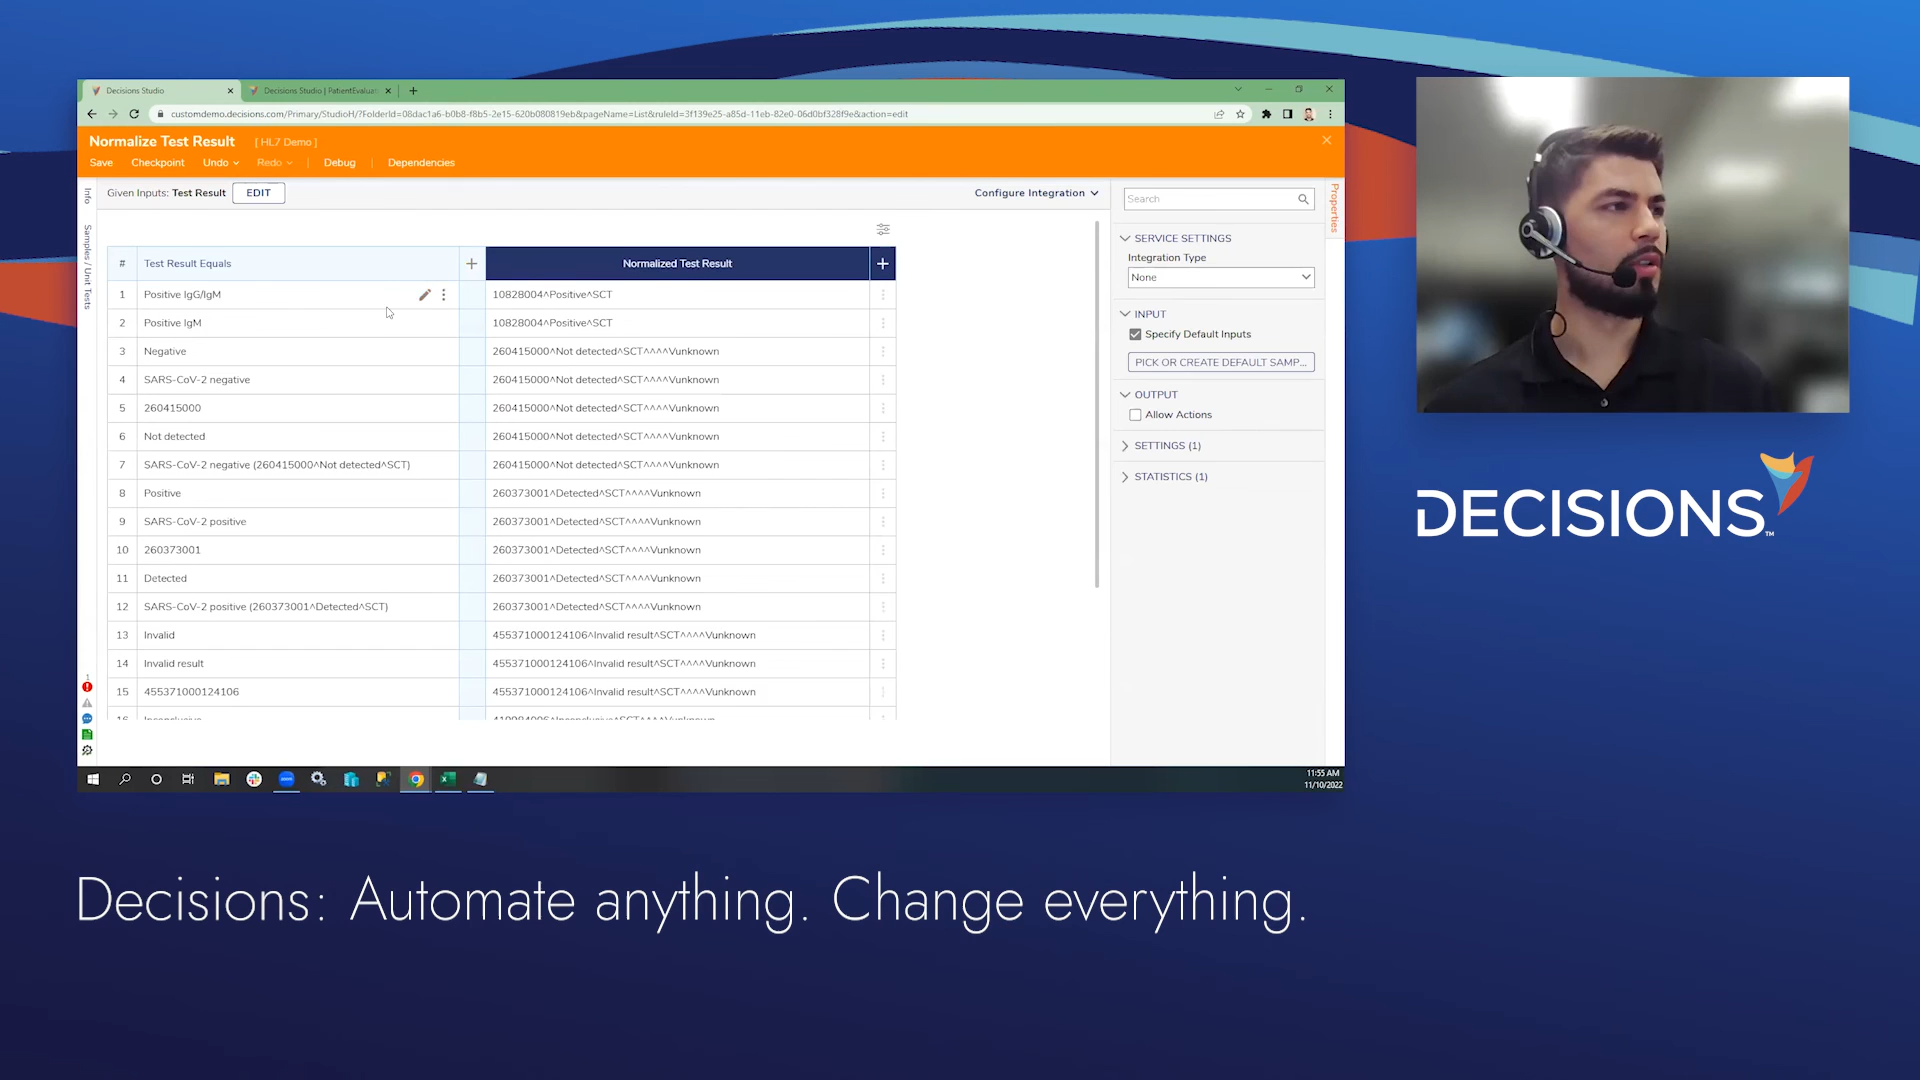 Decisions Studio
Decisions Studio | PatientEvaluat
customdemo.decisions.com/Primary/StudioH/?FolderId=08dac1a6-b0b8-f8b5-2e15-620b080819eb&pageName=List&ruleId=3f139e25-a85d-11eb-82e0-06d0bf328f9e&action=edit
Normalize Test Result [ HL7 Demo ]
Save Checkpoint Undo Redo | Debug | Dependencies
Info
Samples / Unit Tests
Given Inputs: Test Result EDIT
Configure Integration
# Test Result Equals + Normalized Test Result +
1 Positive IgG/IgM 10828004^Positive^SCT
2 Positive IgM 10828004^Positive^SCT
3 Negative 260415000^Not detected^SCT^^^^Vunknown
4 SARS-CoV-2 negative 260415000^Not detected^SCT^^^^Vunknown
5 260415000 260415000^Not detected^SCT^^^^Vunknown
6 Not detected 260415000^Not detected^SCT^^^^Vunknown
7 SARS-CoV-2 negative (260415000^Not detected^SCT) 260415000^Not detected^SCT^^^^Vunknown
8 Positive 260373001^Detected^SCT^^^^Vunknown
9 SARS-CoV-2 positive 260373001^Detected^SCT^^^^Vunknown
10 260373001 260373001^Detected^SCT^^^^Vunknown
11 Detected 260373001^Detected^SCT^^^^Vunknown
12 SARS-CoV-2 positive (260373001^Detected^SCT) 260373001^Detected^SCT^^^^Vunknown
13 Invalid 455371000124106^Invalid result^SCT^^^^Vunknown
14 Invalid result 455371000124106^Invalid result^SCT^^^^Vunknown
15 455371000124106 455371000124106^Invalid result^SCT^^^^Vunknown
16 Inconclusive 419984006^Inconclusive^SCT^^^^Vunknown
1
Search
Properties
SERVICE SETTINGS
Integration Type
None
INPUT
Specify Default Inputs
PICK OR CREATE DEFAULT SAMP...
OUTPUT
Allow Actions
SETTINGS (1)
STATISTICS (1)
11:55 AM
11/10/2022
DECISIONS™
Decisions: Automate anything. Change everything.